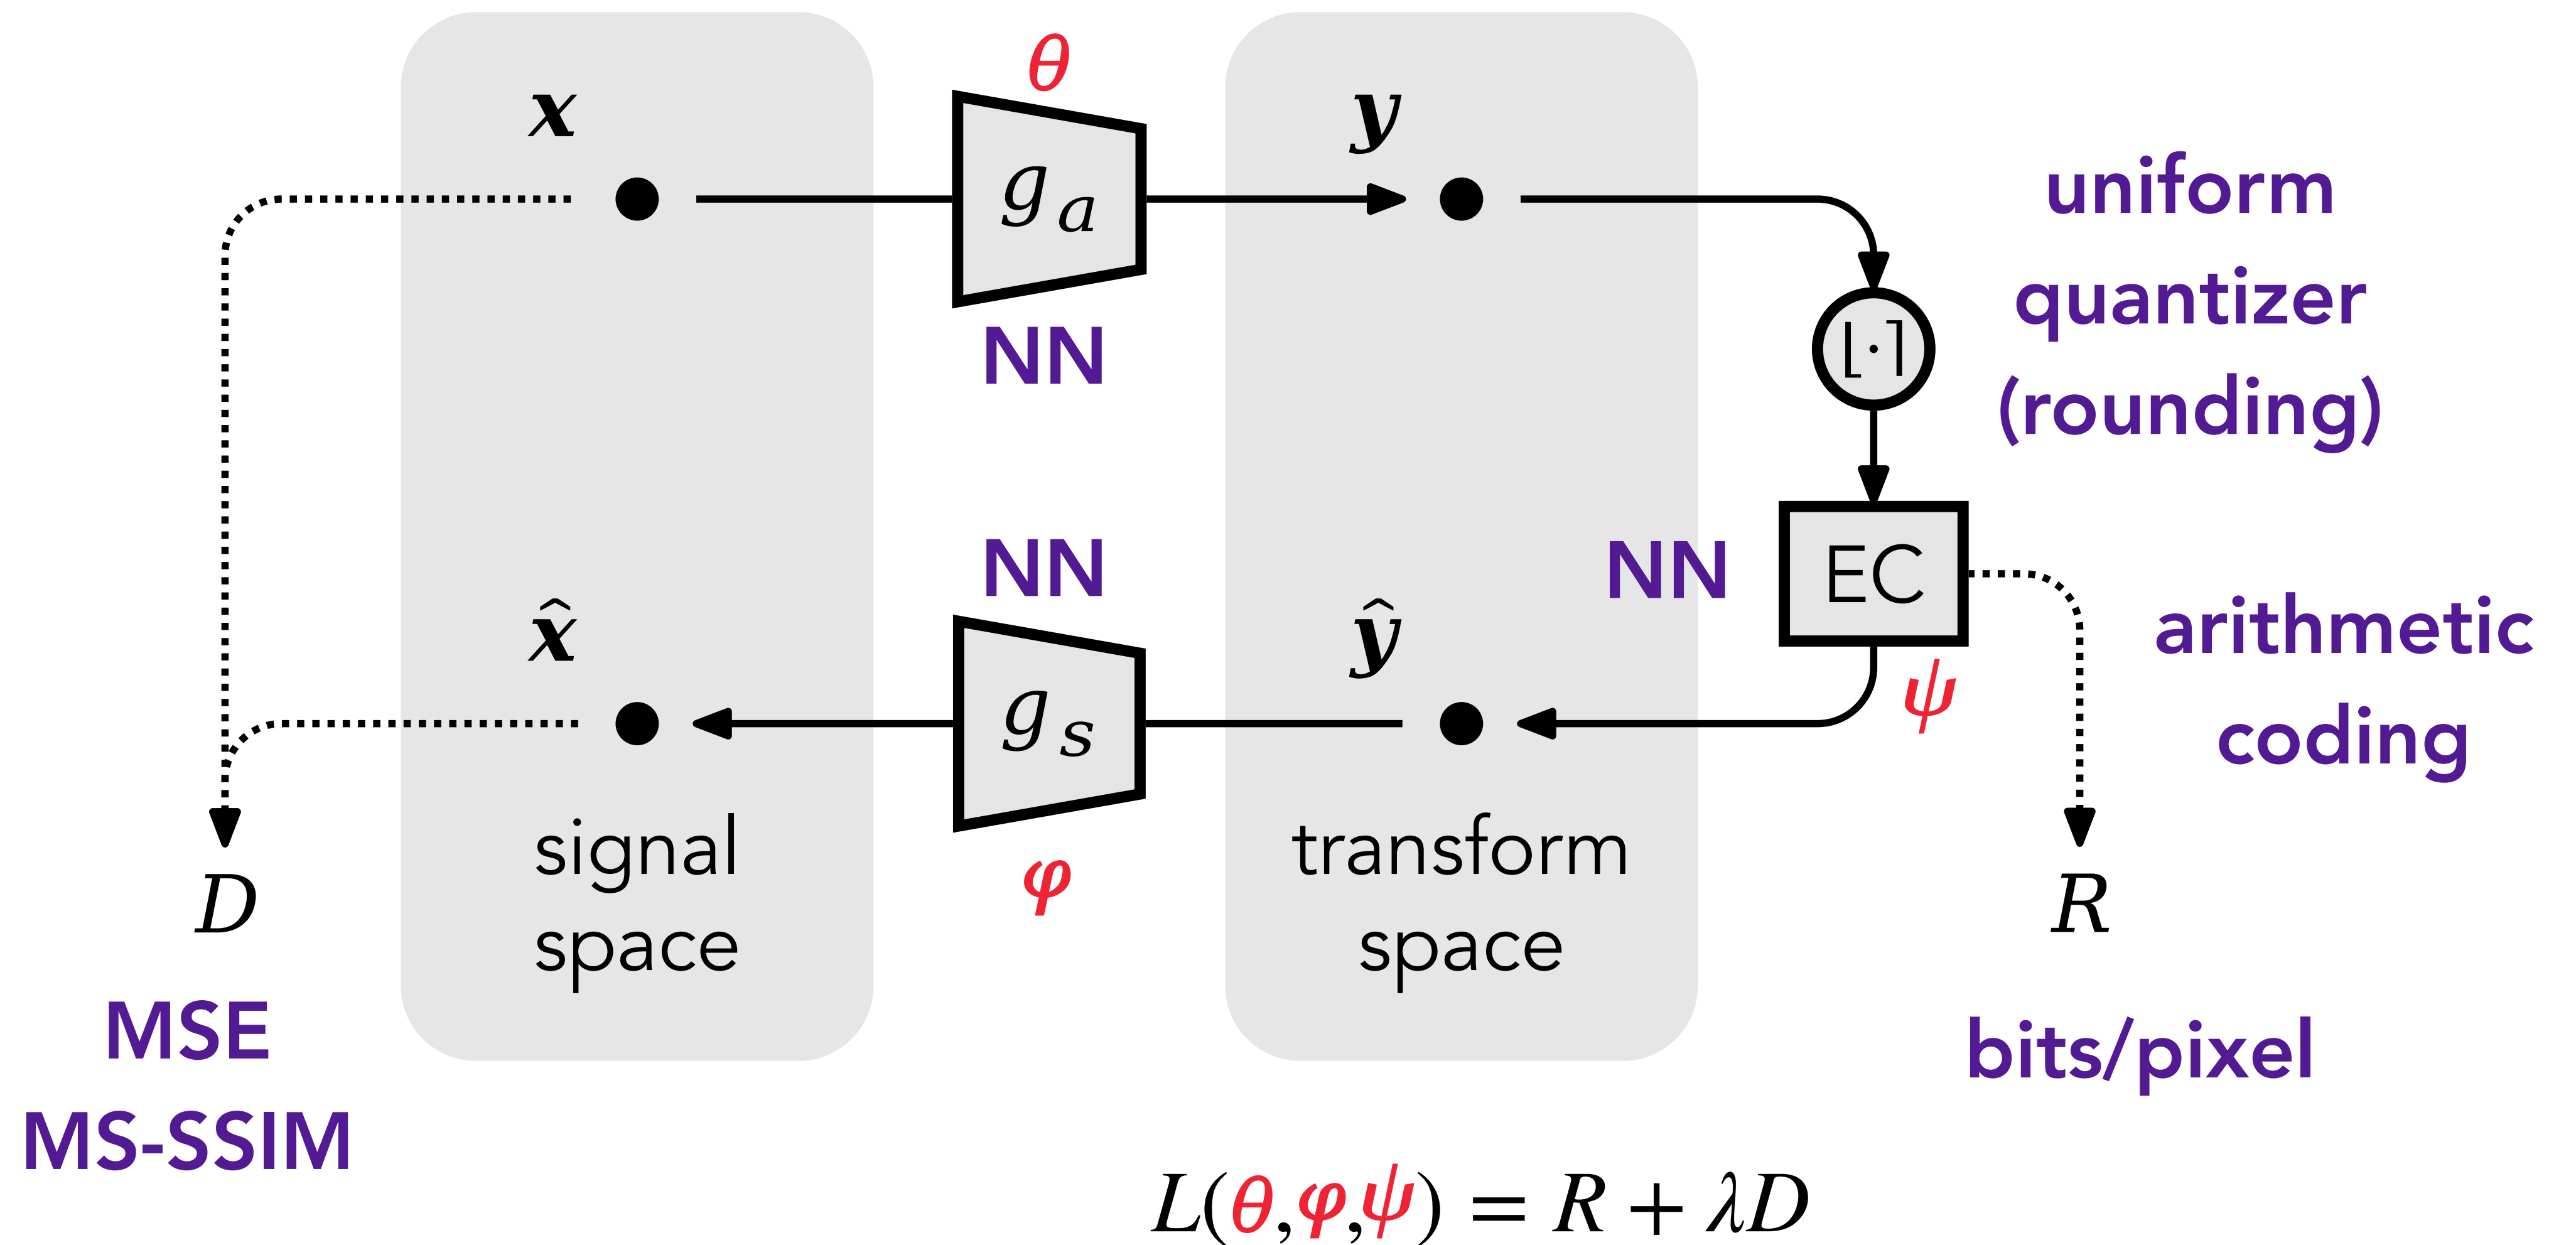 θ
x
y
g_a
uniform
quantizer
(rounding)
⌊·⌉
NN
NN
NN
EC
x̂
ŷ
arithmetic
coding
ψ
g_s
signal
space
transform
space
φ
D
R
MSE
MS-SSIM
bits/pixel
L(θ,φ,ψ) = R + λD